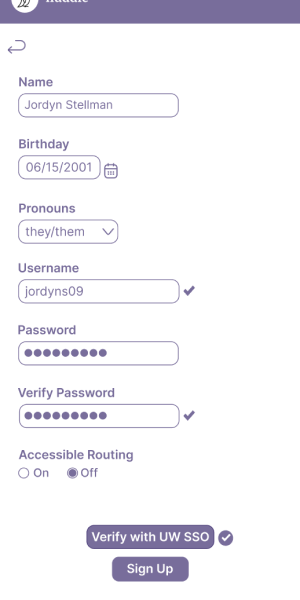 Name
Jordyn Stellman
Birthday
06/15/2001
Pronouns
they/them
Username
jordyns09
Password
●●●●●●●●●
Verify Password
●●●●●●●●●
Accessible Routing
On Off
Verify with UW SSO
Sign Up